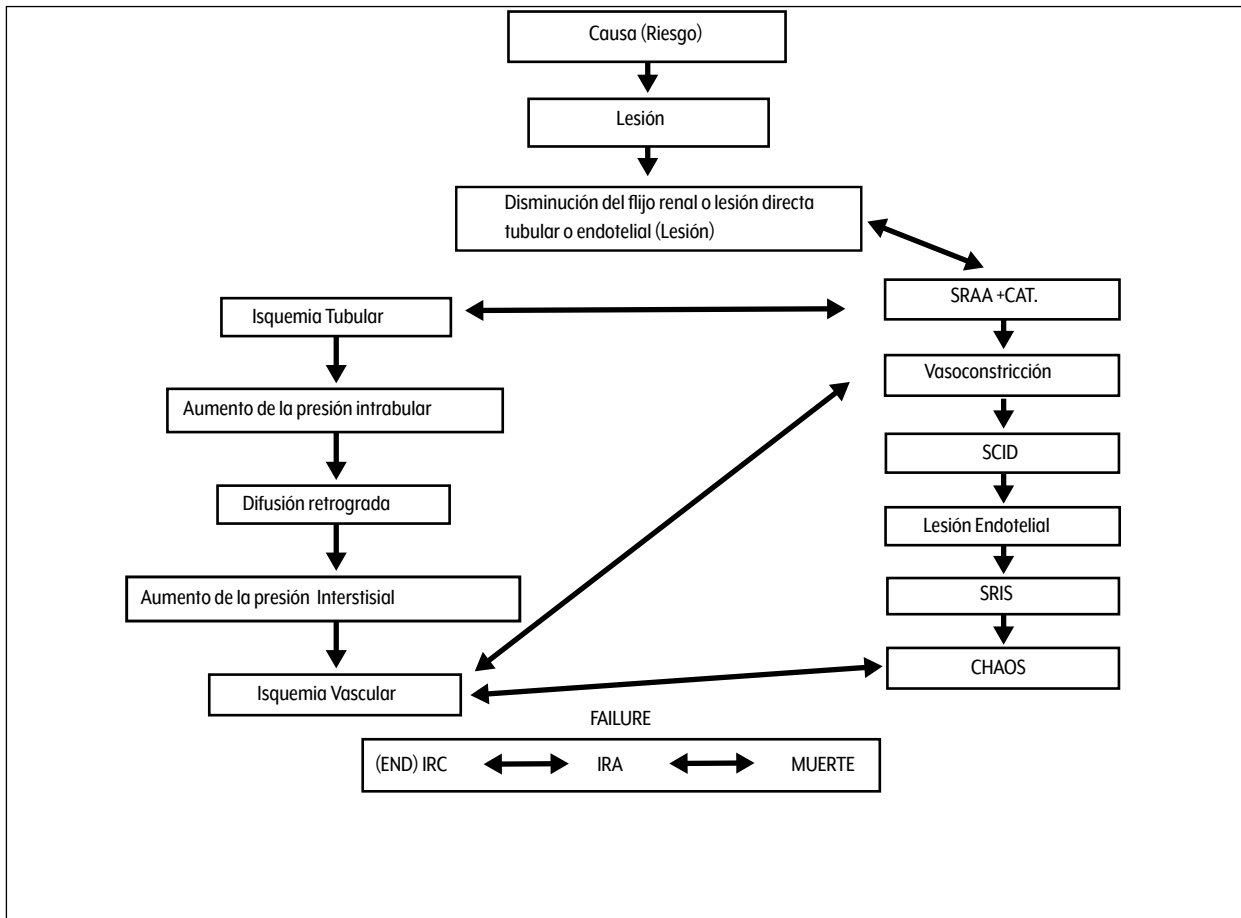 Causa (Riesgo)
Lesión
Disminución del flijo renal o lesión directa
tubular o endotelial (Lesión)
SRAA +CAT.
Isquemia Tubular
Vasoconstricción
Aumento de la presión intrabular
SCID
Difusión retrograda
Lesión Endotelial
Aumento de la presión Interstisial
SRIS
CHAOS
Isquemia Vascular
FAILURE
(END) IRC IRA MUERTE